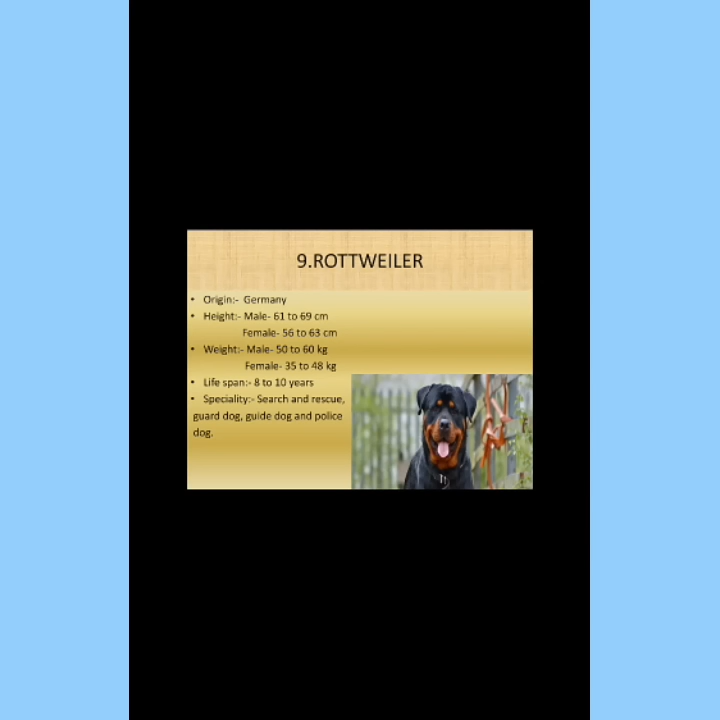 9.ROTTWEILER
• Origin:- Germany
• Height:- Male- 61 to 69 cm
Female- 56 to 63 cm
• Weight:- Male- 50 to 60 kg
Female- 35 to 48 kg
• Life span:- 8 to 10 years
• Speciality:- Search and rescue,
guard dog, guide dog and police
dog.